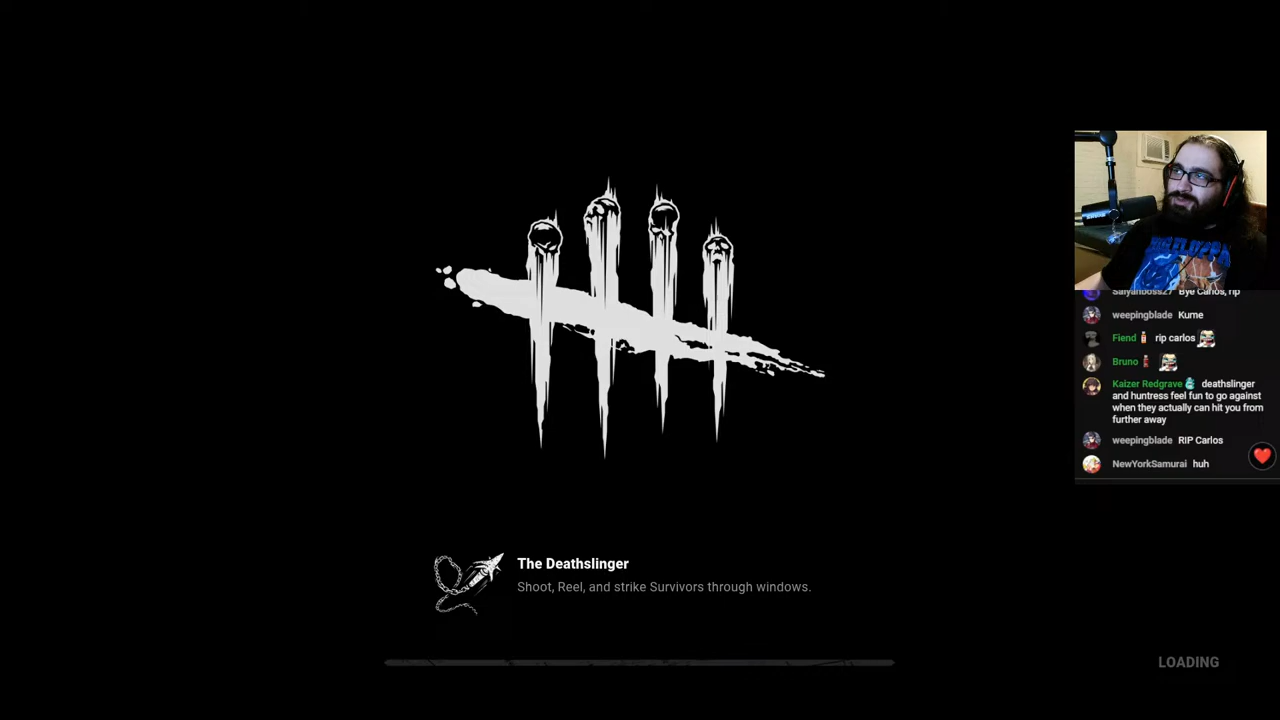 Saiyanboss27 Bye Carlos, rip
weepingblade Kume
Fiend rip carlos
Bruno
Kaizer Redgrave deathslinger
and huntress feel fun to go against
when they actually can hit you from
further away
weepingblade RIP Carlos
NewYorkSamurai huh
The Deathslinger
Shoot, Reel, and strike Survivors through windows.
LOADING